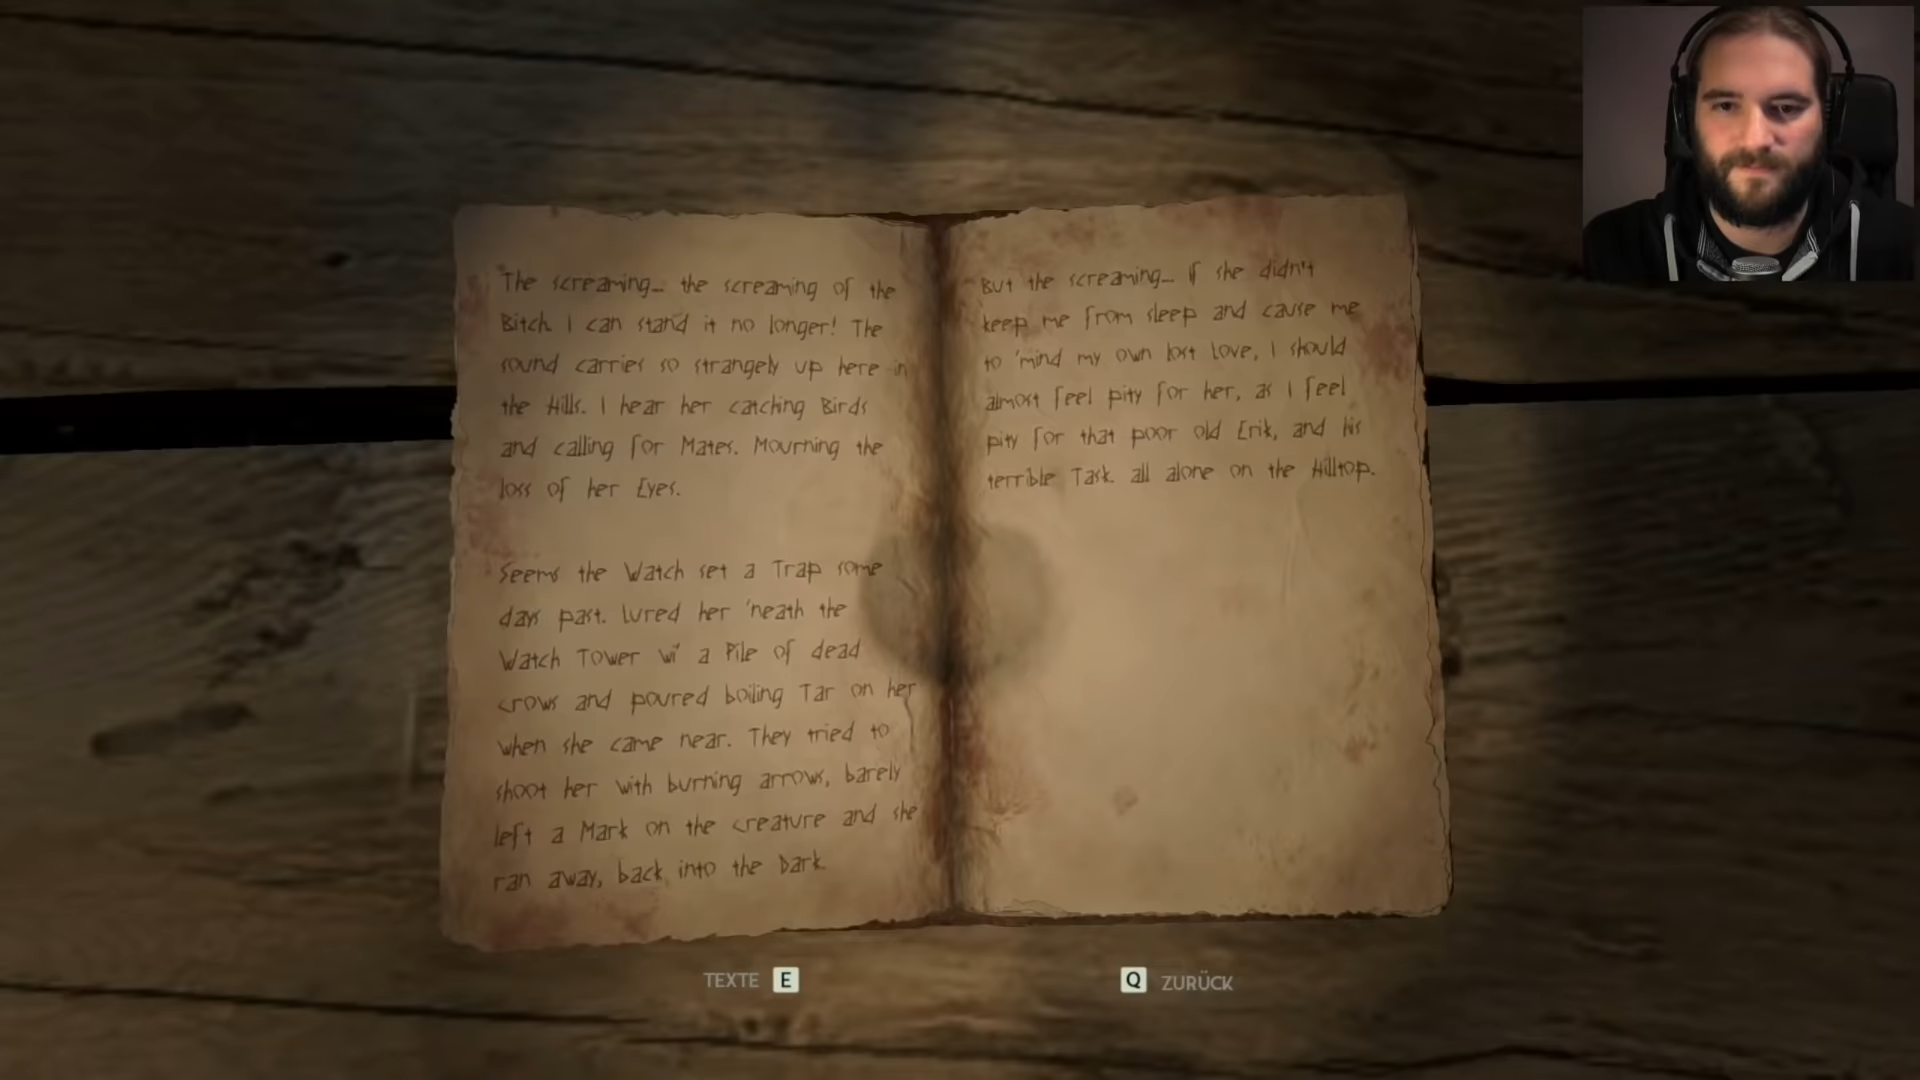 The screaming... the screaming of the
Bitch. I can stand it no longer! The
sound carries so strangely up here in
the Hills. I hear her catching Birds
and calling for Mates. Mourning the
loss of her Eyes.
Seems the Watch set a Trap some
days past. Lured her 'neath the
Watch Tower wi' a Pile of dead
crows and poured boiling Tar on her
when she came near. They tried to
shoot her with burning arrows, barely
left a Mark on the creature and she
ran away, back into the Dark.
But the screaming... If she didn't
keep me from sleep and cause me
to 'mind my own lost Love, I should
almost feel pity for her, as I feel
pity for that poor old Erik, and his
terrible Task. all alone on the Hilltop.
TEXTE E
Q ZURÜCK